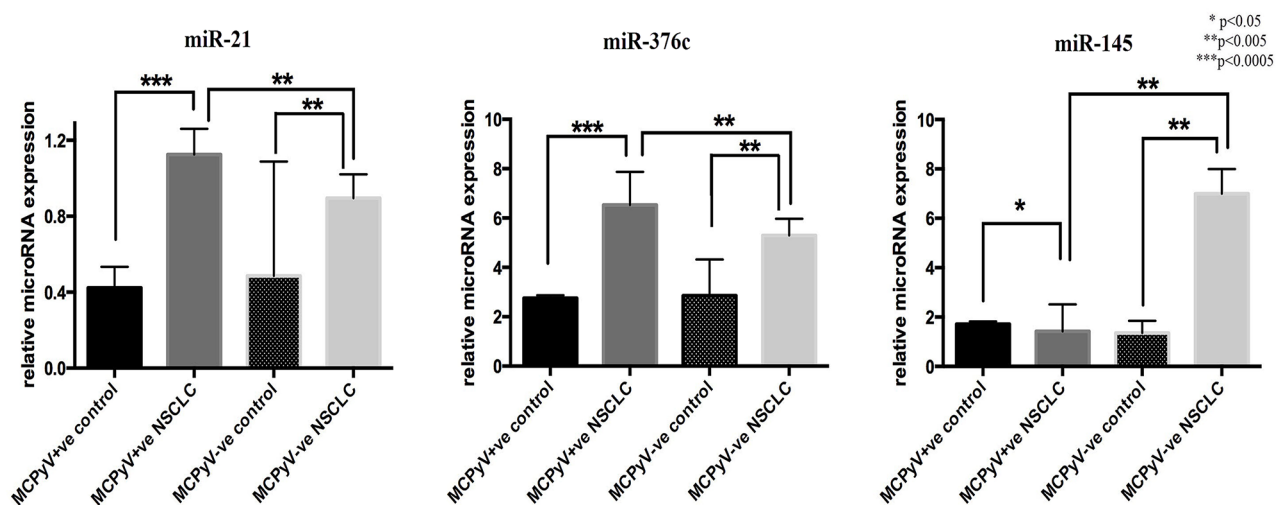 miR-21
relative microRNA expression
1.2
0.8
0.4
0.0
***
**
**
MCPyV+ve control
MCPyV+ve NSCLC
MCPyV-ve control
MCPyV-ve NSCLC
miR-376c
relative microRNA expression
10
8
6
4
2
0
***
**
**
MCPyV+ve control
MCPyV+ve NSCLC
MCPyV-ve control
MCPyV-ve NSCLC
miR-145
* p<0.05
**p<0.005
***p<0.0005
relative microRNA expression
10
8
6
4
2
0
*
**
**
MCPyV+ve control
MCPyV+ve NSCLC
MCPyV-ve control
MCPyV-ve NSCLC